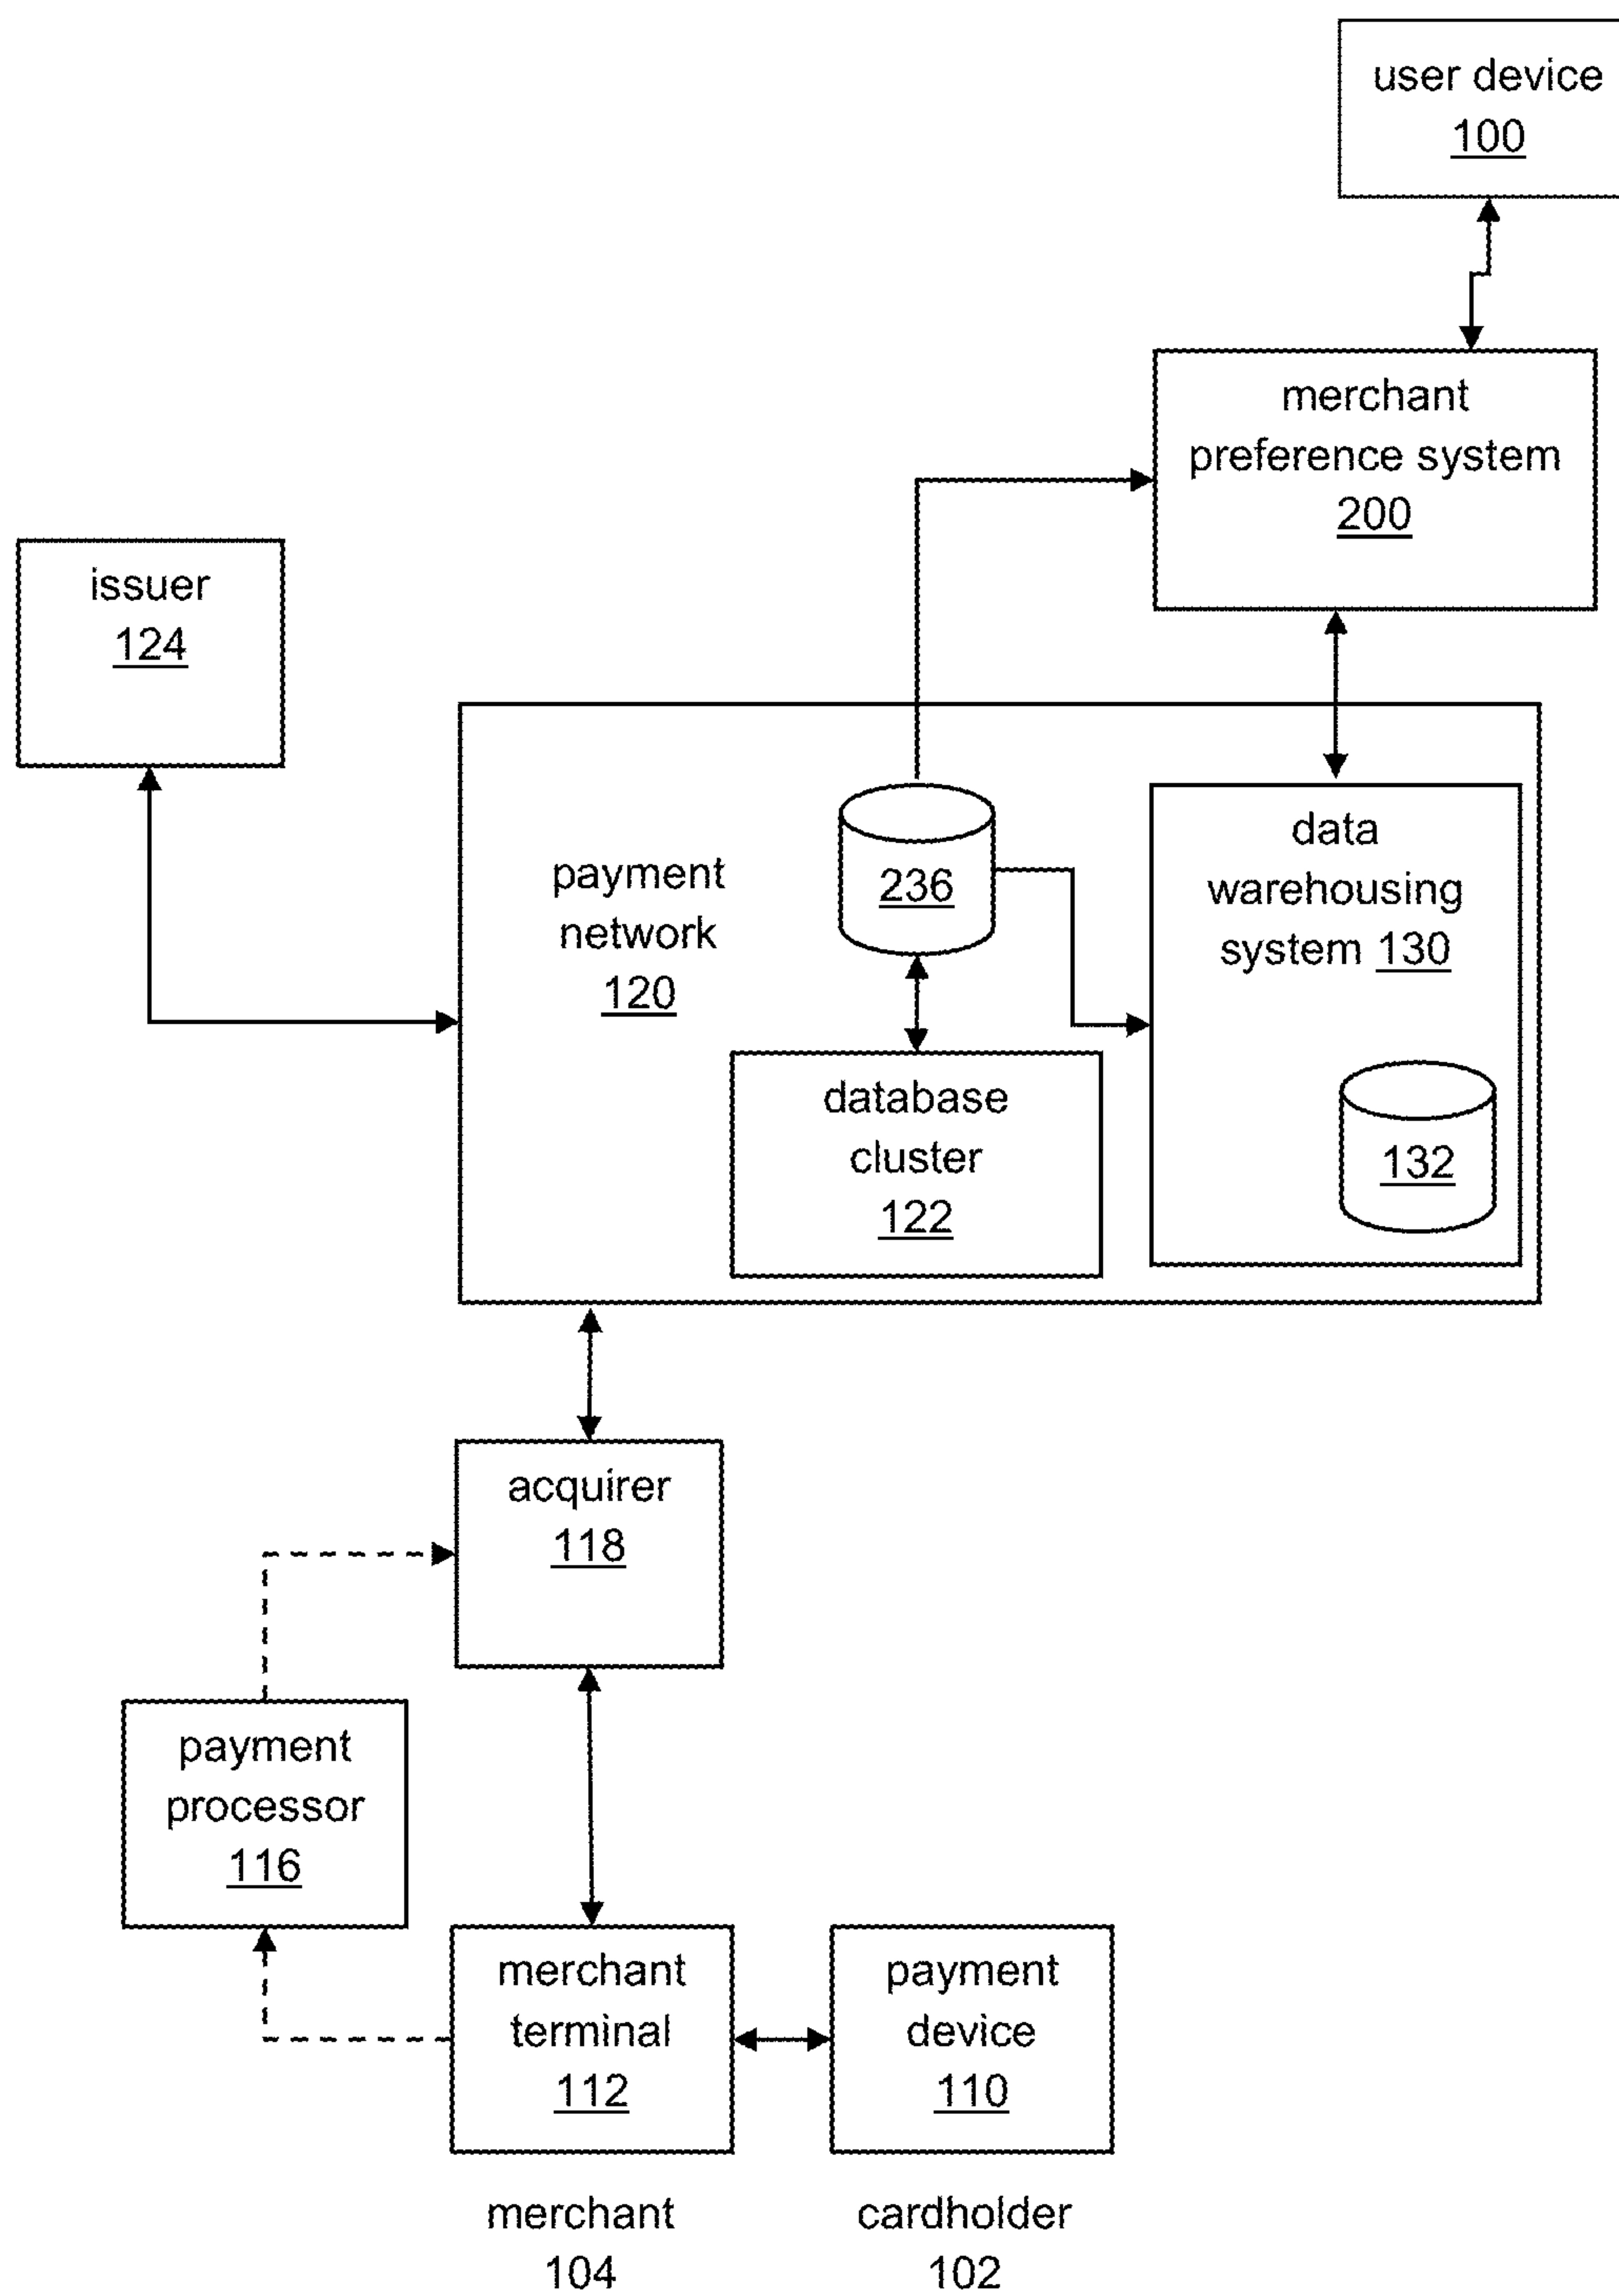 user device
100
merchant
preference system
200
issuer
124
payment
network
120
236
data
warehousing
system 130
database
cluster
122
132
acquirer
118
payment
processor
116
merchant
terminal
112
payment
device
110
merchant
104
cardholder
102